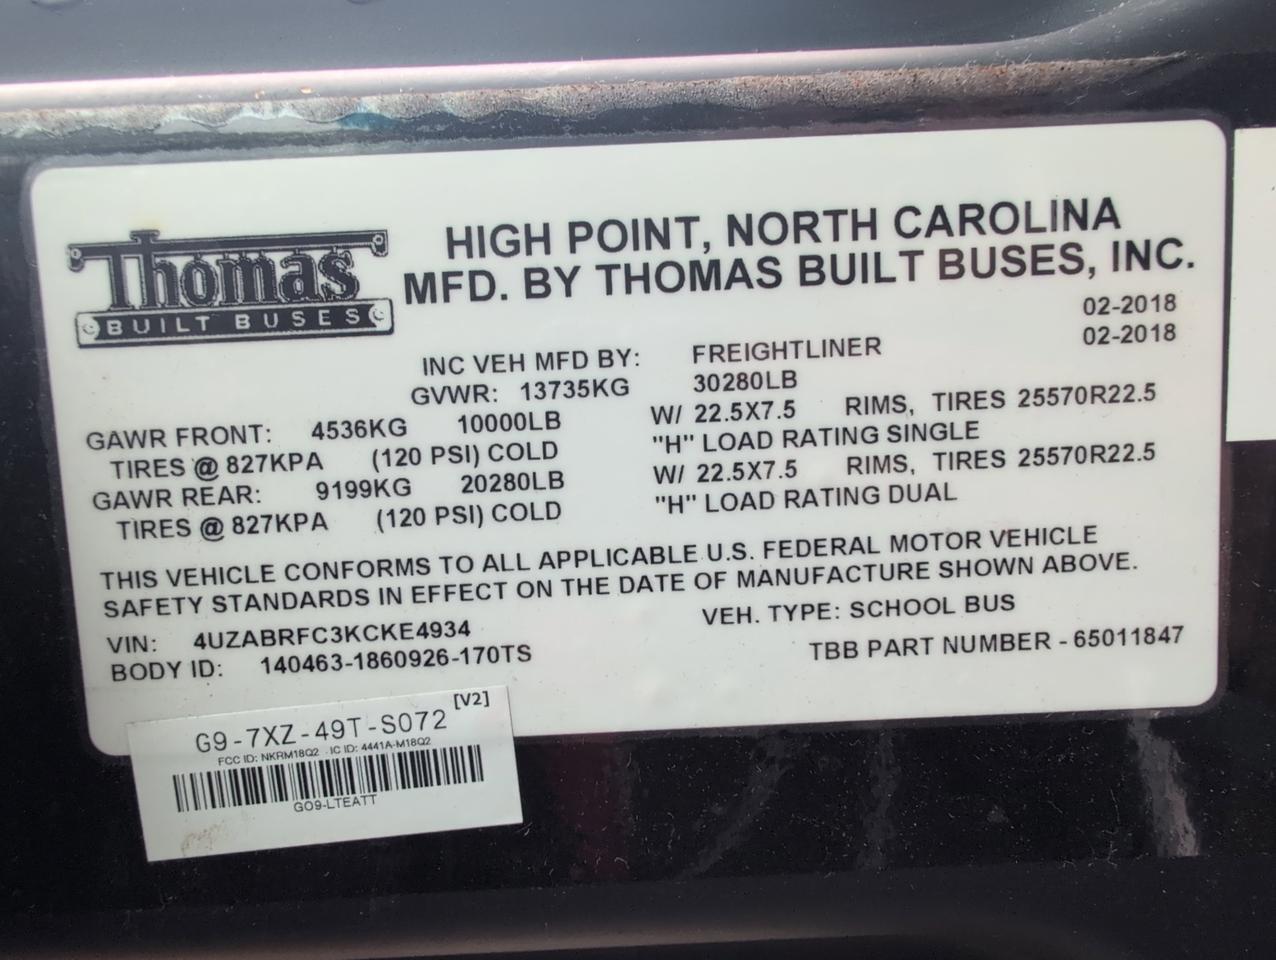 Thomas
BUILT BUSES
HIGH POINT, NORTH CAROLINA
MFD. BY THOMAS BUILT BUSES, INC.
02-2018
INC VEH MFD BY: FREIGHTLINER 02-2018
GVWR: 13735KG 30280LB
GAWR FRONT: 4536KG 10000LB W/ 22.5X7.5 RIMS, TIRES 25570R22.5
TIRES @ 827KPA (120 PSI) COLD "H" LOAD RATING SINGLE
GAWR REAR: 9199KG 20280LB W/ 22.5X7.5 RIMS, TIRES 25570R22.5
TIRES @ 827KPA (120 PSI) COLD "H" LOAD RATING DUAL
THIS VEHICLE CONFORMS TO ALL APPLICABLE U.S. FEDERAL MOTOR VEHICLE
SAFETY STANDARDS IN EFFECT ON THE DATE OF MANUFACTURE SHOWN ABOVE.
VIN: 4UZABRFC3KCKE4934 VEH. TYPE: SCHOOL BUS
BODY ID: 140463-1860926-170TS TBB PART NUMBER - 65011847
G9-7XZ-49T-S072 [V2]
FCC ID: NKRM18Q2 IC ID: 4441A-M18Q2
GO9-LTEATT